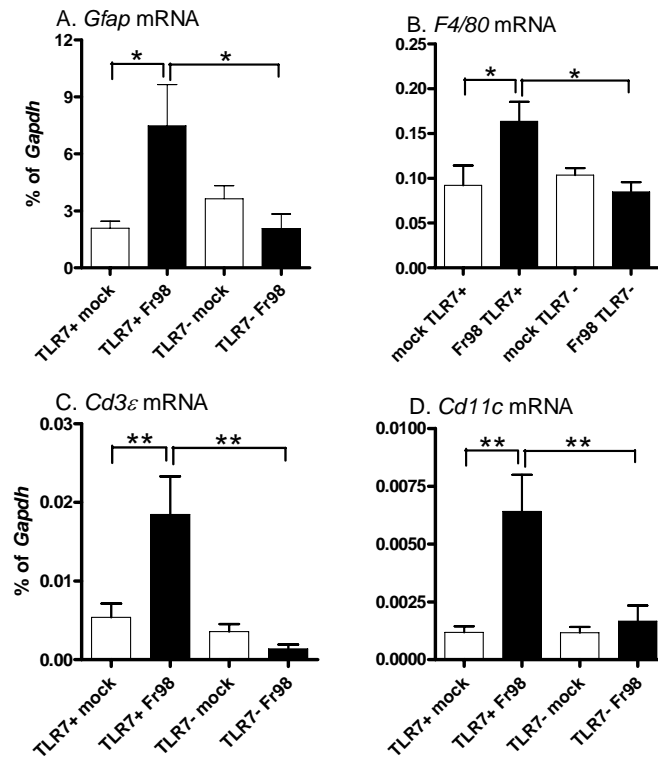 A. Gfap mRNA
12
9
6
3
0
% of Gapdh
* *
TLR7+ mock
TLR7+ Fr98
TLR7- mock
TLR7- Fr98
B. F4/80 mRNA
0.25
0.20
0.15
0.10
0.05
0.00
* *
mock TLR7+
Fr98 TLR7+
mock TLR7 -
Fr98 TLR7-
C. Cd3ε mRNA
0.03
0.02
0.01
0.00
% of Gapdh
** **
TLR7+ mock
TLR7+ Fr98
TLR7- mock
TLR7- Fr98
D. Cd11c mRNA
0.0100
0.0075
0.0050
0.0025
0.0000
** **
TLR7+ mock
TLR7+ Fr98
TLR7- mock
TLR7- Fr98